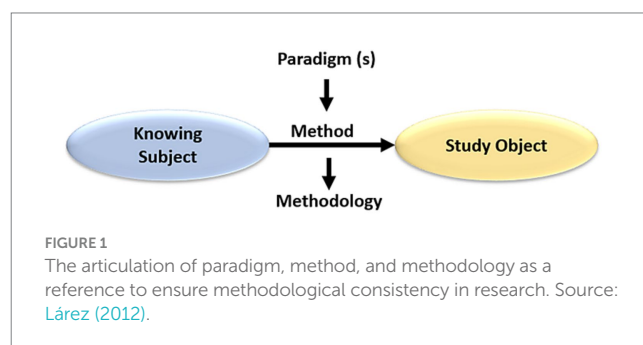 Paradigm (s)
Knowing
Subject
Method
Study Object
Methodology
FIGURE 1
The articulation of paradigm, method, and methodology as a
reference to ensure methodological consistency in research. Source:
Lárez (2012).